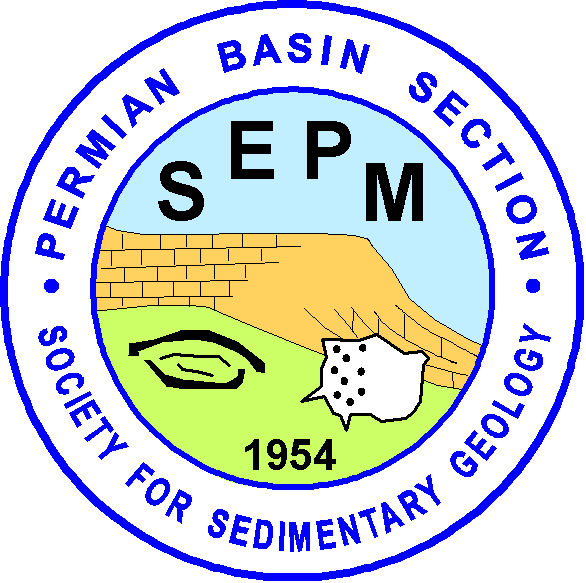 PERMIAN BASIN SECTION
SEPM
1954
• SOCIETY FOR SEDIMENTARY GEOLOGY •